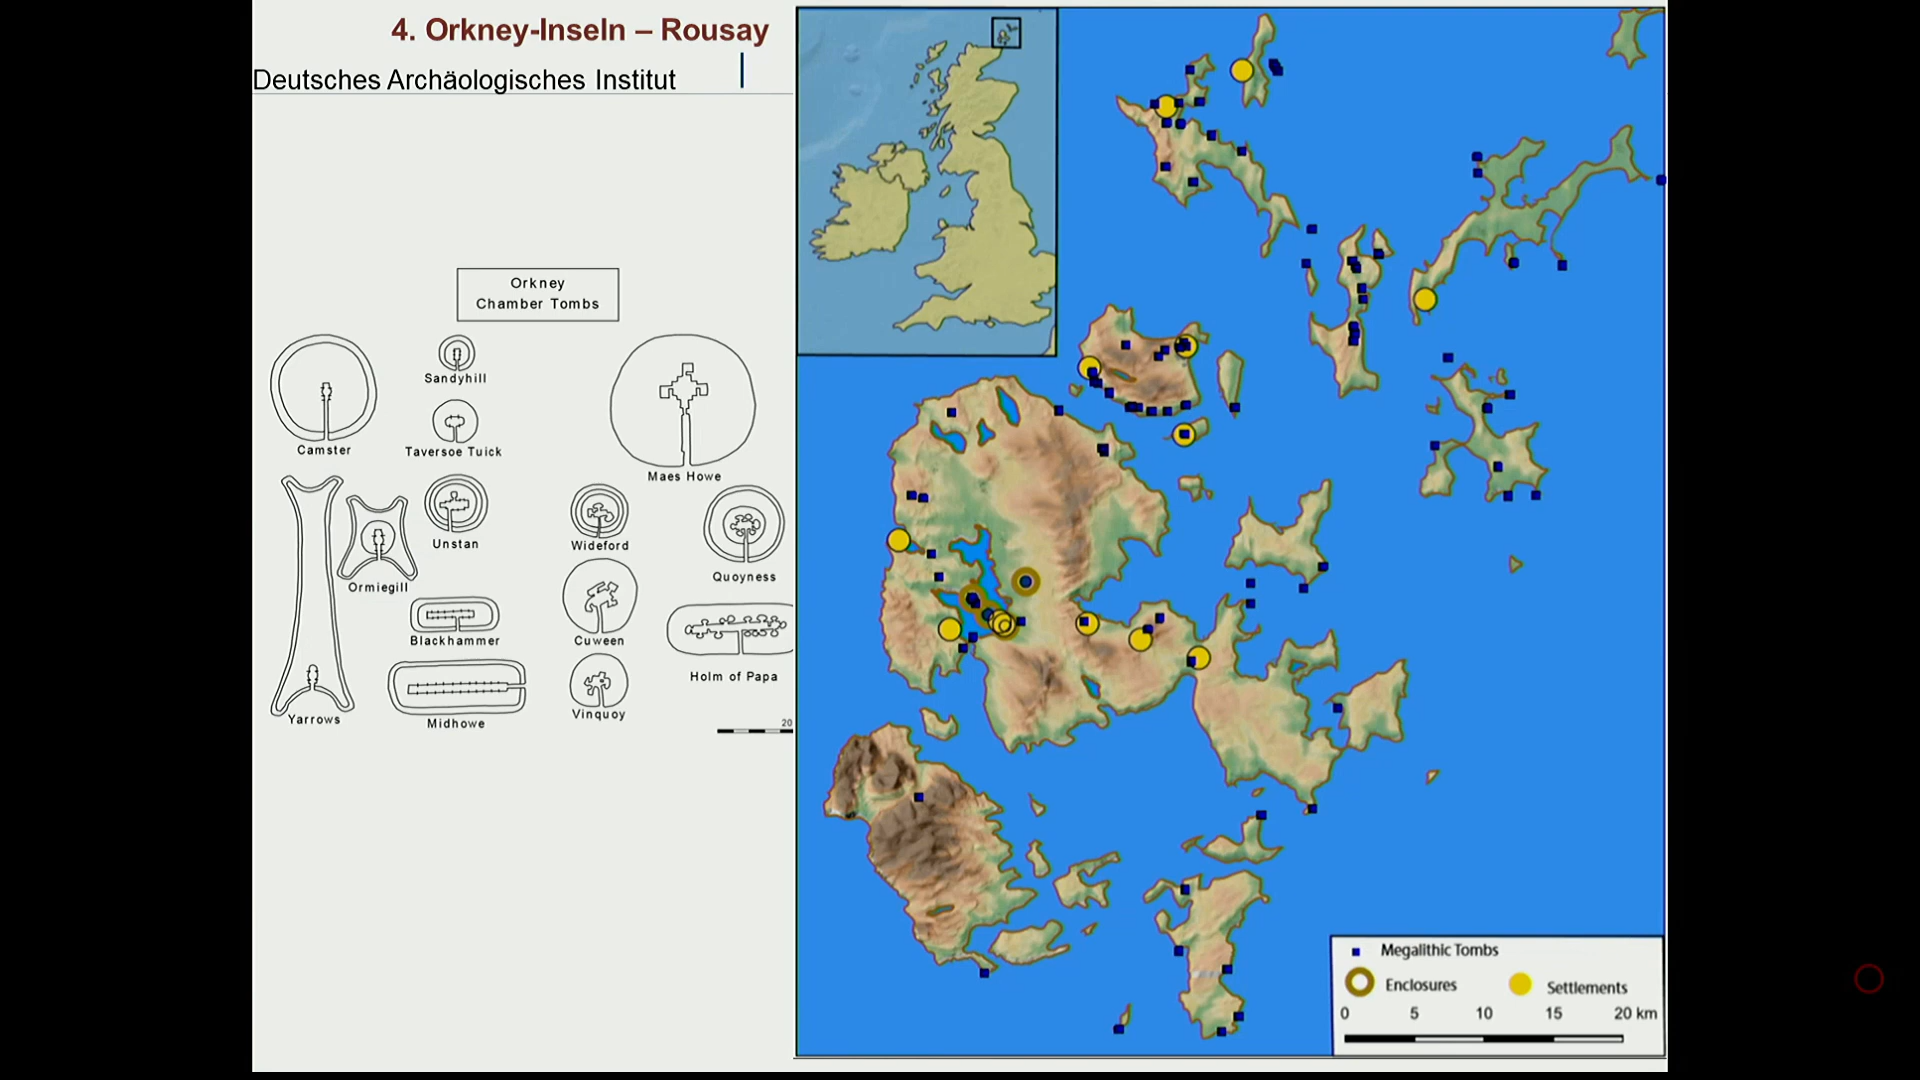 4. Orkney-Inseln – Rousay
Deutsches Archäologisches Institut
Orkney
Chamber Tombs
Camster
Sandyhill
Taversoe Tuick
Maes Howe
Unstan
Ormiegill
Wideford
Quoyness
Blackhammer
Cuween
Holm of Papa
Yarrows
Midhowe
Vinquoy
20
Megalithic Tombs
Enclosures
Settlements
0 5 10 15 20 km